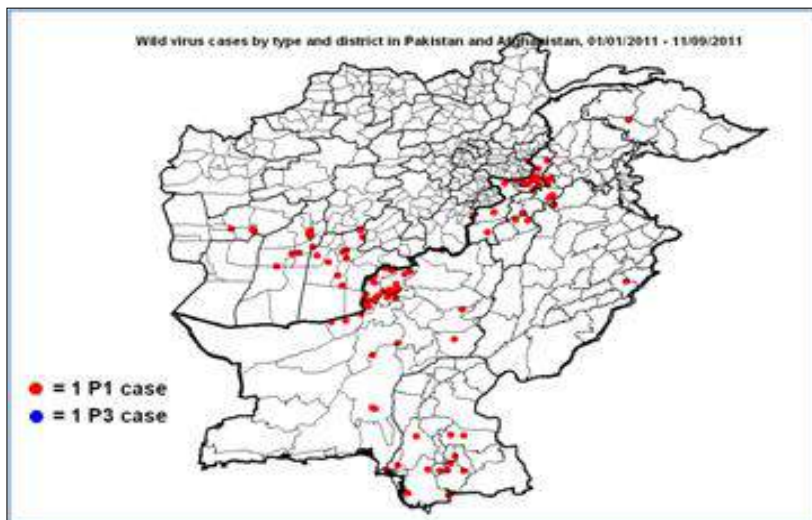 Wild virus cases by type and district in Pakistan and Afghanistan, 01/01/2011 - 11/09/2011
= 1 P1 case
= 1 P3 case